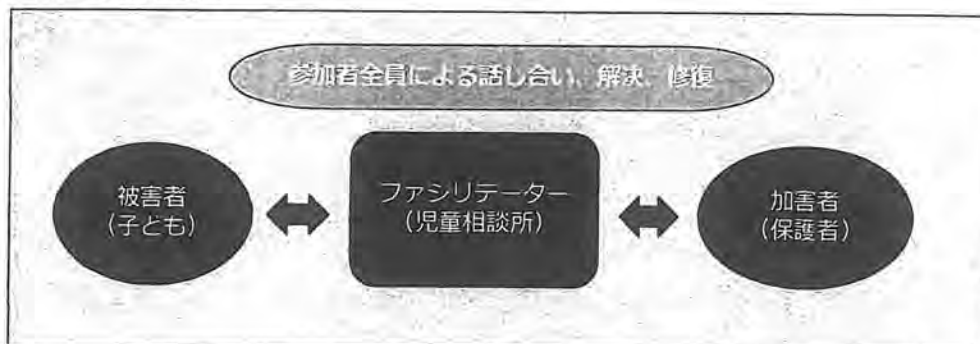 参加者全員による話し合い、解決、修復
被害者
(子ども)
ファシリテーター
(児童相談所)
加害者
(保護者)